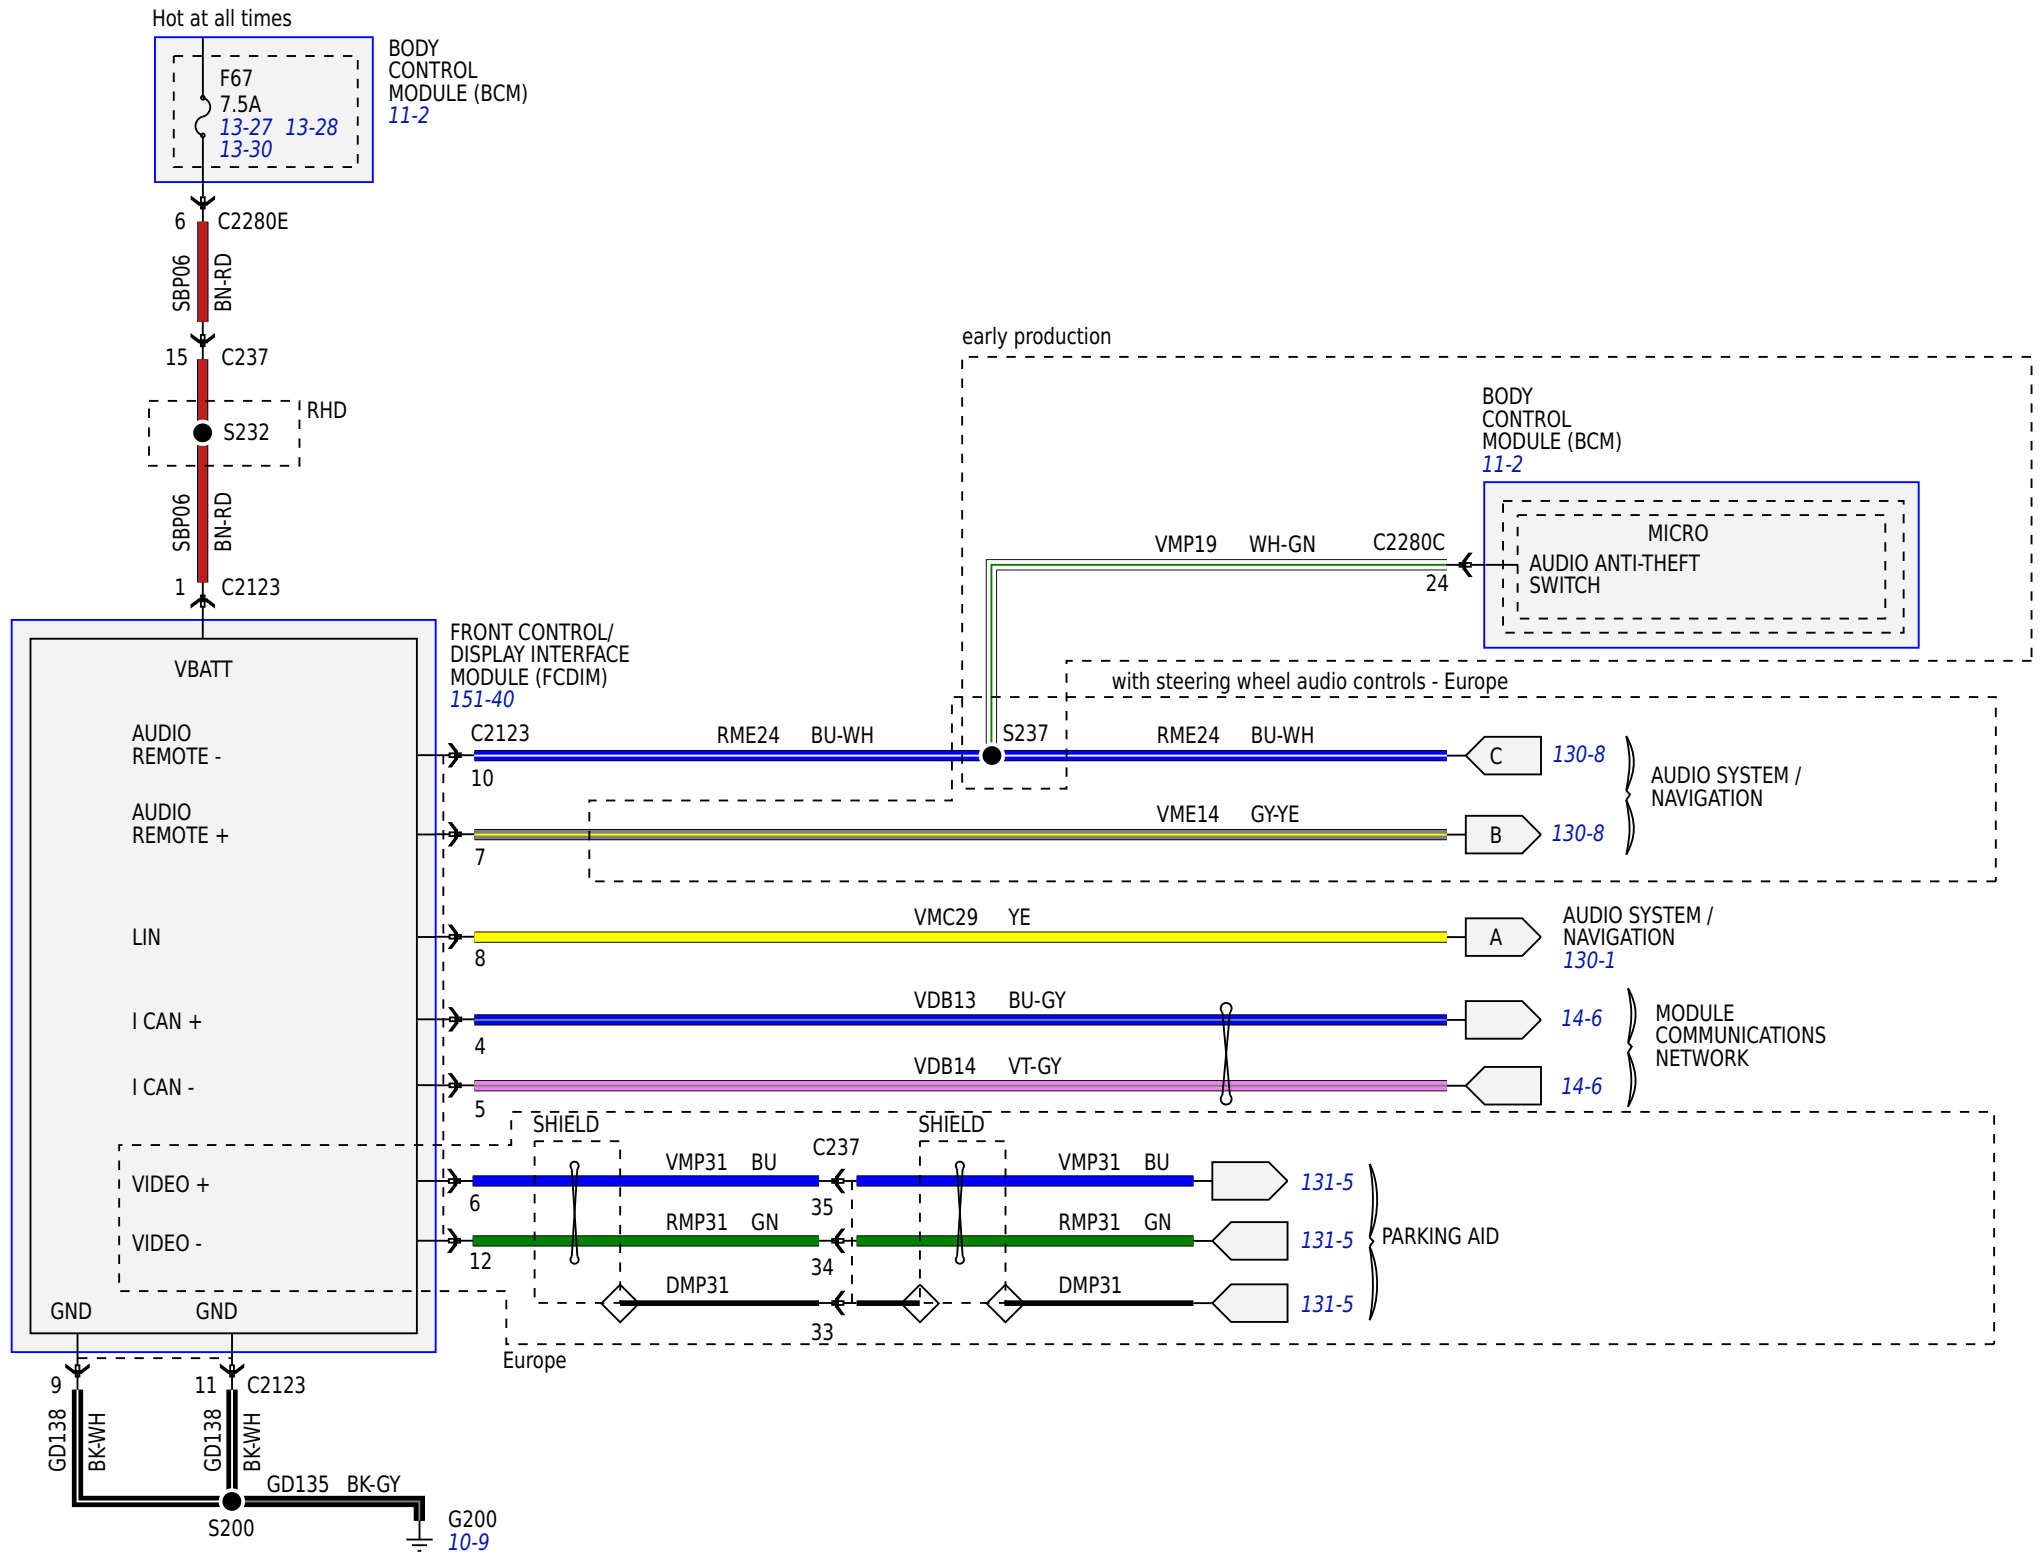 Hot at all times
BODY
CONTROL
MODULE (BCM)
11-2
F67
7.5A
13-27 13-28
13-30
6 C2280E
SBP06 BN-RD
15 C237
RHD
S232
SBP06 BN-RD
1 C2123
early production
BODY
CONTROL
MODULE (BCM)
11-2
MICRO
AUDIO ANTI-THEFT
SWITCH
VMP19 WH-GN C2280C
24
FRONT CONTROL/
DISPLAY INTERFACE
MODULE (FCDIM)
151-40
VBATT
with steering wheel audio controls - Europe
AUDIO
REMOTE -
C2123 RME24 BU-WH S237 RME24 BU-WH
10
C 130-8
AUDIO SYSTEM /
NAVIGATION
AUDIO
REMOTE +
VME14 GY-YE
7
B 130-8
LIN
VMC29 YE
8
A
AUDIO SYSTEM /
NAVIGATION
130-1
I CAN +
VDB13 BU-GY
4
14-6
MODULE
COMMUNICATIONS
NETWORK
I CAN -
VDB14 VT-GY
5
14-6
SHIELD SHIELD
C237
VIDEO +
VMP31 BU VMP31 BU
6 35
131-5
VIDEO -
RMP31 GN RMP31 GN
12 34
131-5
PARKING AID
DMP31 DMP31
33
131-5
GND GND
Europe
9 11 C2123
GD138 BK-WH GD138 BK-WH
GD135 BK-GY
S200
G200
10-9